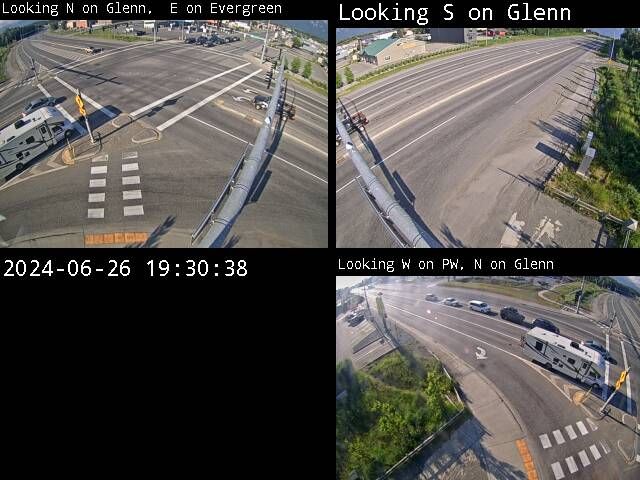 Looking N on Glenn,  E on Evergreen
Looking S on Glenn
2024-06-26 19:30:38
Looking W on PW, N on Glenn